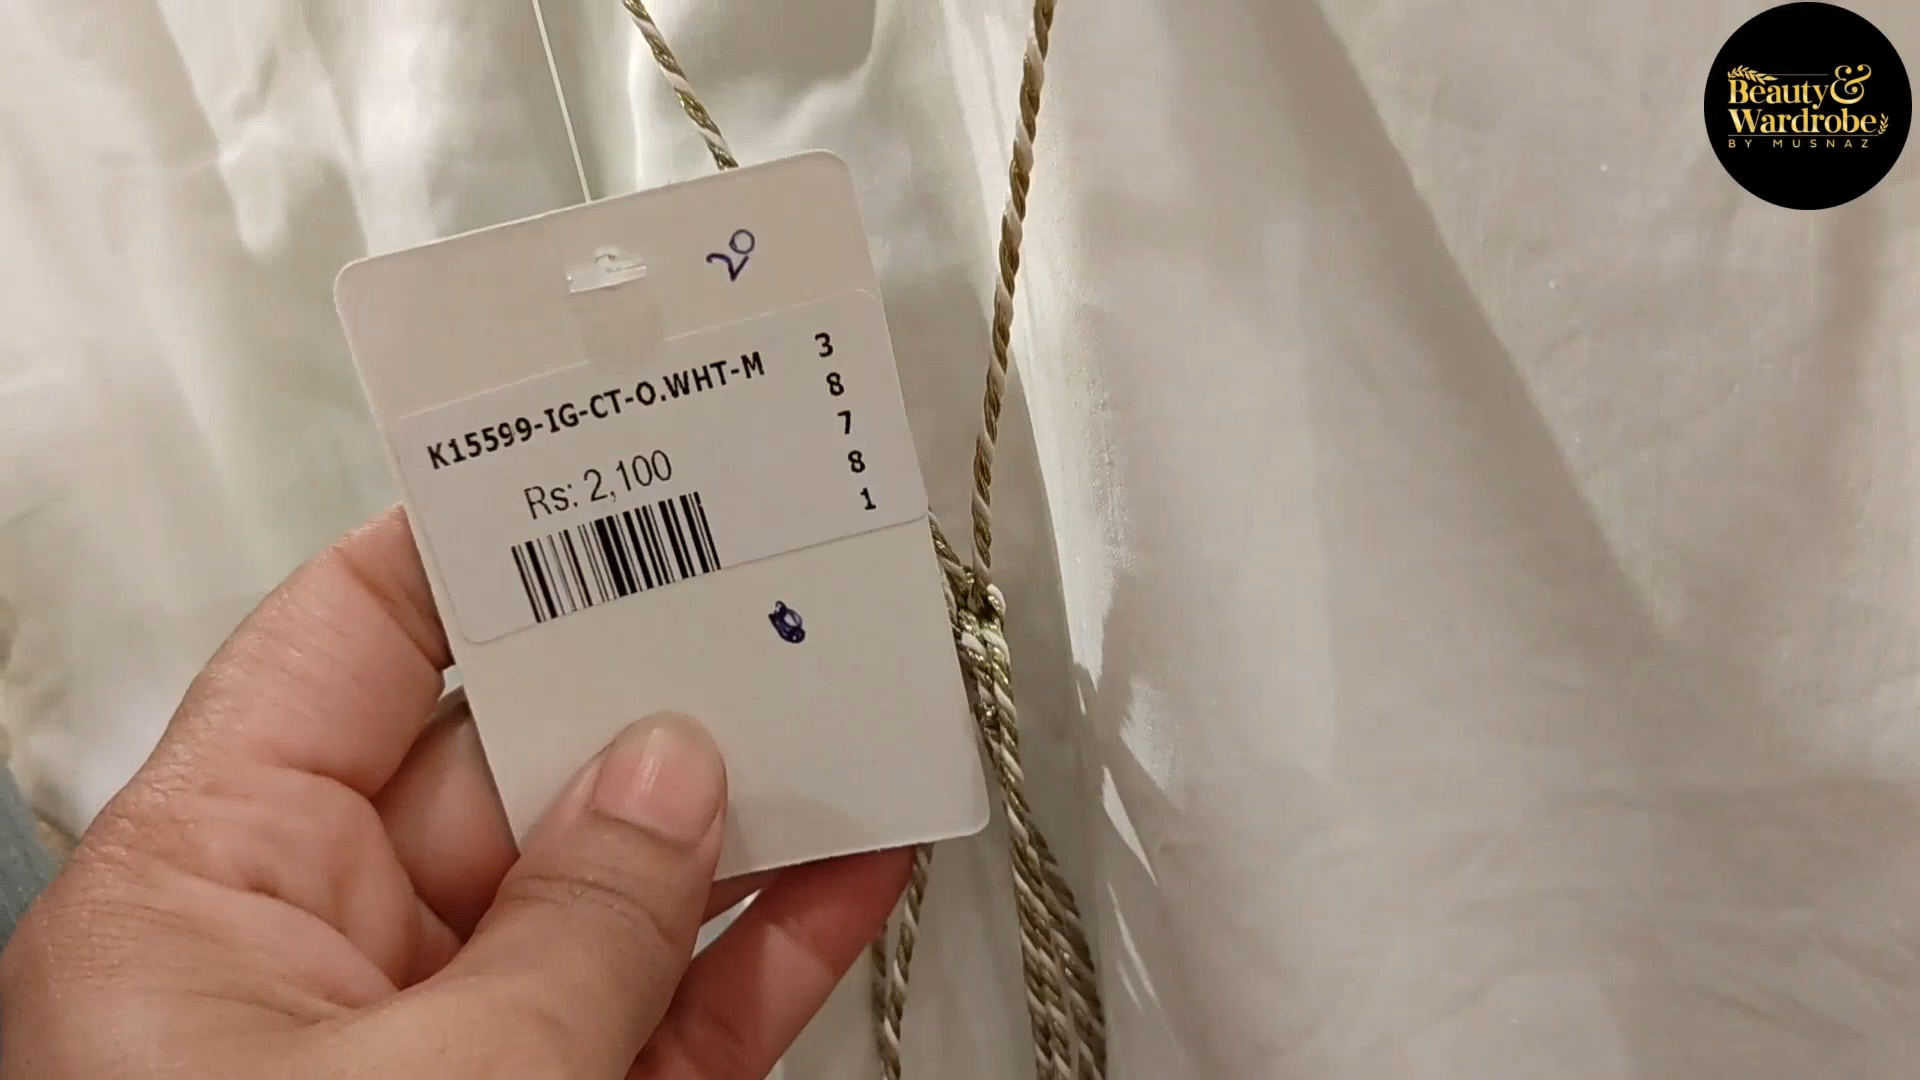 20
K15599-IG-CT-O.WHT-M
Rs: 2,100
3
8
7
8
1
Beauty &
Wardrobe
BY MUSNAZ